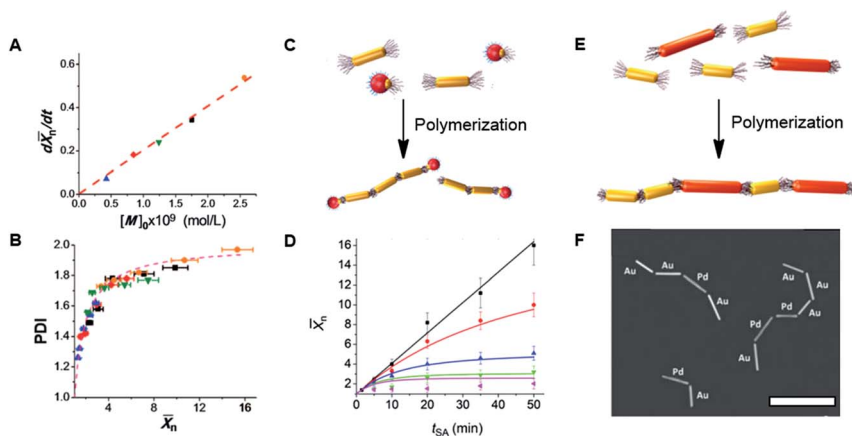 A
dX̄n/dt
0.6
0.4
0.2
0.0
0.0 0.5 1.0 1.5 2.0 2.5
[M]0x10⁹ (mol/L)
B
PDI
2.0
1.8
1.6
1.4
1.2
1.0
4 8 12 16
X̄n
C
Polymerization
D
X̄n
16
14
12
10
8
6
4
2
0 10 20 30 40 50
tSA (min)
E
Polymerization
F
Au
Au
Pd
Au
Au
Au
Pd
Au
Pd
Au
Pd
Au